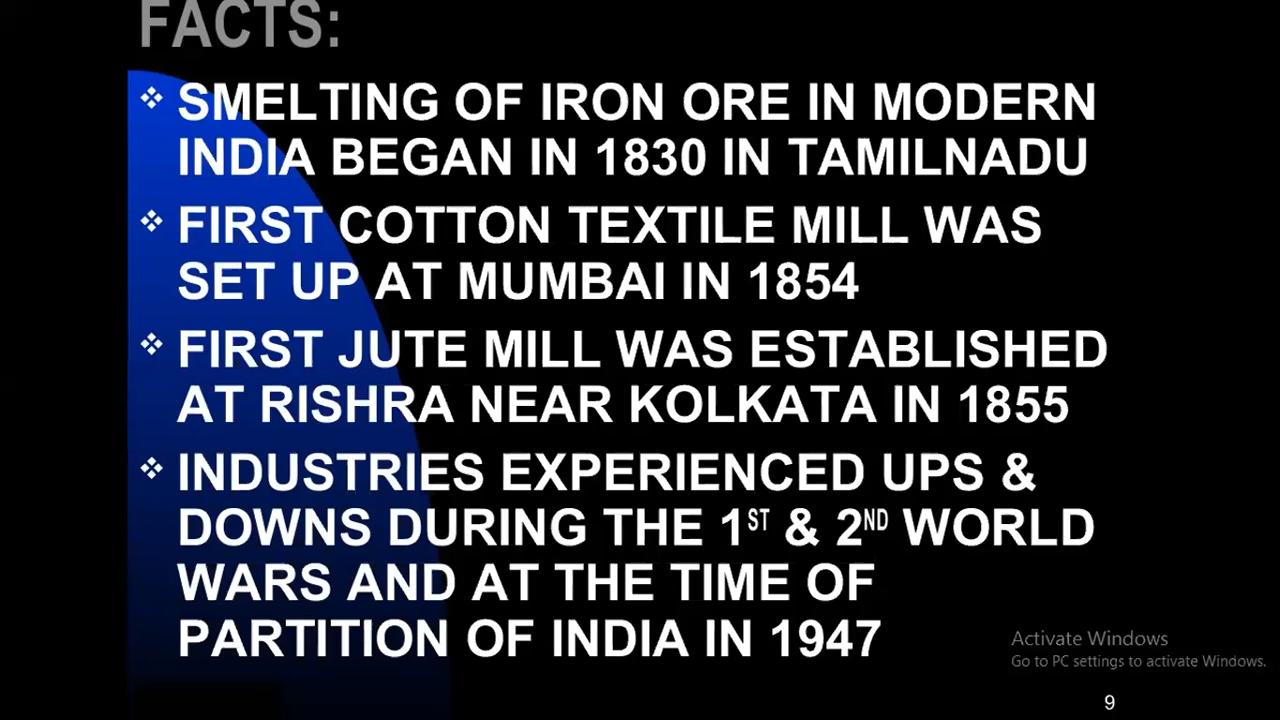 FACTS:
❖ SMELTING OF IRON ORE IN MODERN
INDIA BEGAN IN 1830 IN TAMILNADU
❖ FIRST COTTON TEXTILE MILL WAS
SET UP AT MUMBAI IN 1854
❖ FIRST JUTE MILL WAS ESTABLISHED
AT RISHRA NEAR KOLKATA IN 1855
❖ INDUSTRIES EXPERIENCED UPS &
DOWNS DURING THE 1ST & 2ND WORLD
WARS AND AT THE TIME OF
PARTITION OF INDIA IN 1947
Activate Windows
Go to PC settings to activate Windows.
9